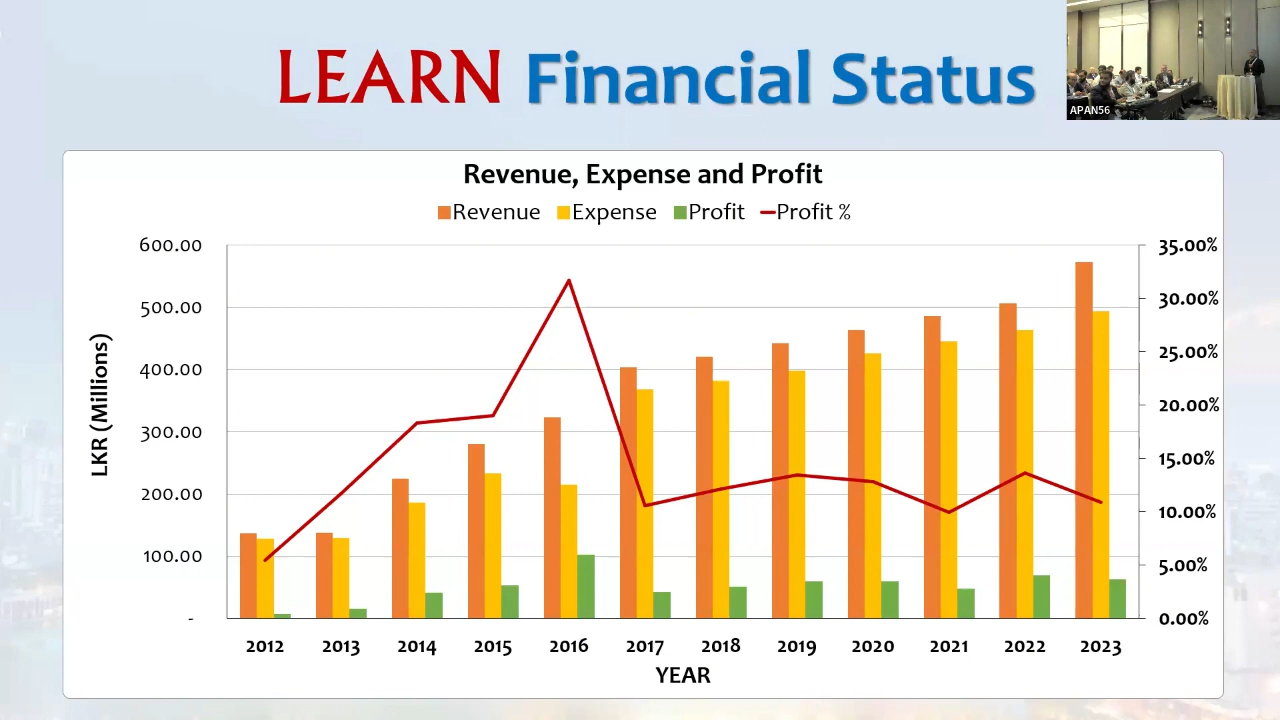 LEARN Financial Status
APAN56
Revenue, Expense and Profit
Revenue Expense Profit Profit %
600.00
500.00
400.00
300.00
200.00
100.00
-
LKR (Millions)
35.00%
30.00%
25.00%
20.00%
15.00%
10.00%
5.00%
0.00%
2012 2013 2014 2015 2016 2017 2018 2019 2020 2021 2022 2023
YEAR